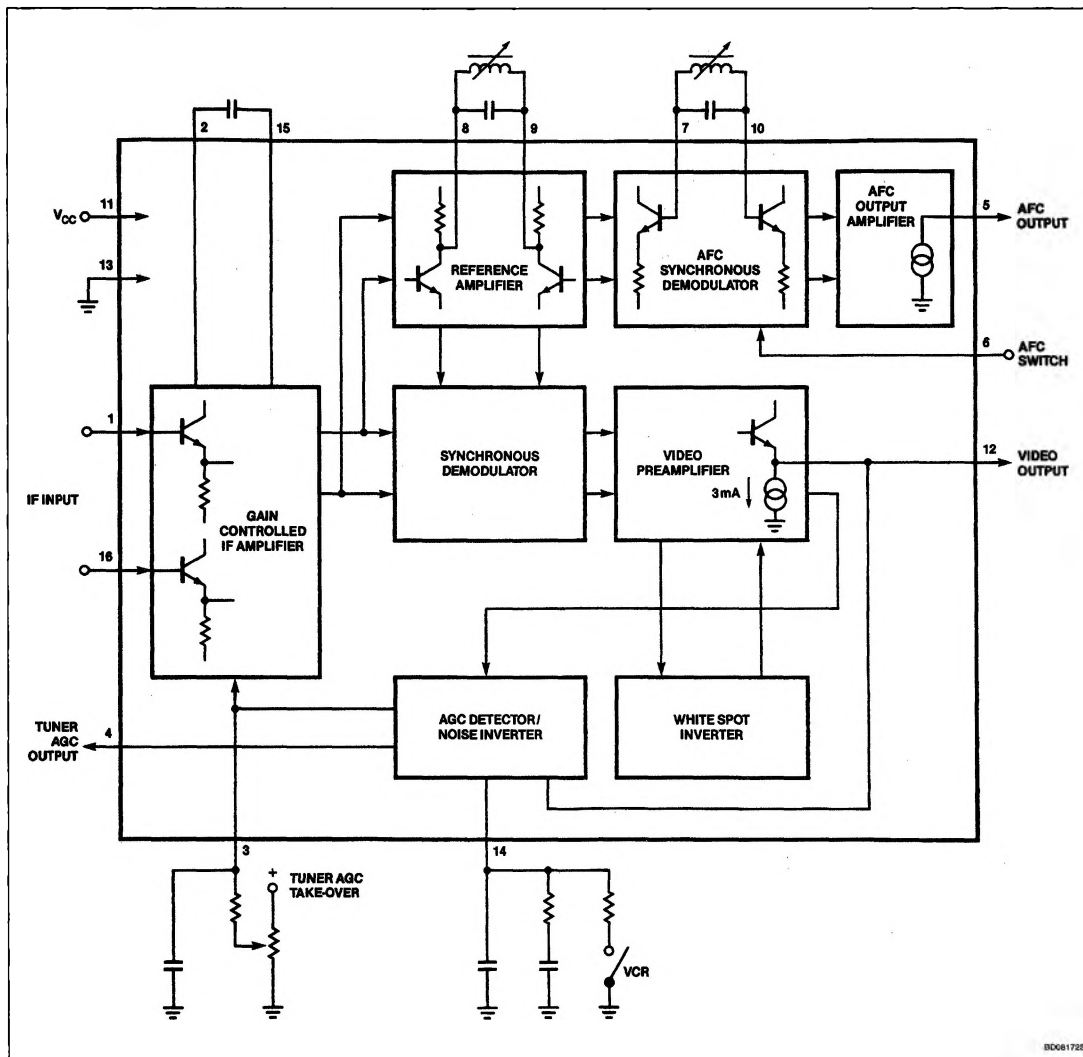 2
15
8
9
7
10
11
V_CC
13
REFERENCE
AMPLIFIER
AFC
SYNCHRONOUS
DEMODULATOR
AFC
OUTPUT
AMPLIFIER
5
AFC
OUTPUT
6
AFC
SWITCH
1
IF INPUT
16
GAIN
CONTROLLED
IF AMPLIFIER
SYNCHRONOUS
DEMODULATOR
VIDEO
PREAMPLIFIER
3mA
12
VIDEO
OUTPUT
TUNER
AGC
OUTPUT
4
AGC DETECTOR/
NOISE INVERTER
WHITE SPOT
INVERTER
3
14
+
TUNER AGC
TAKE-OVER
VCR